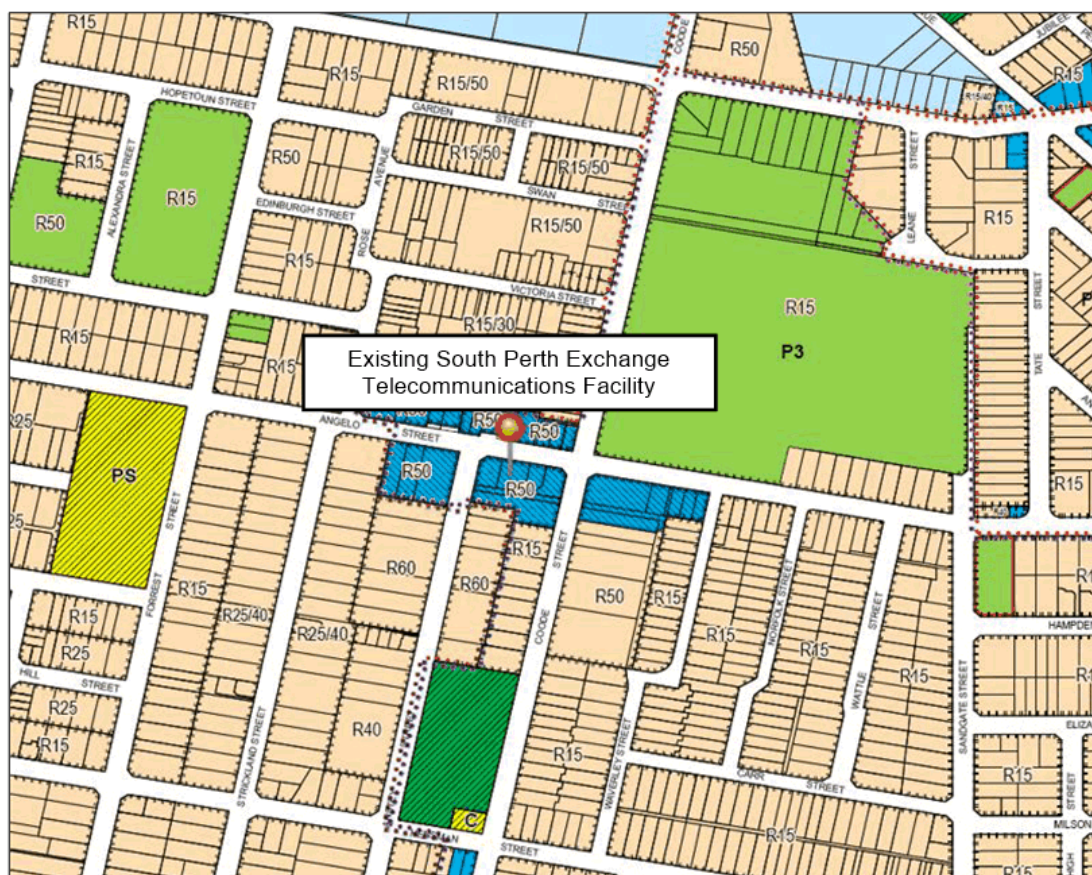 R15
COODE
R50
JUBILEE
R15
R15
R15/50
R15/40
R15
HOPETOUN STREET
GARDEN STREET
R15
R15
R50
AVENUE
R15/50
R15/50
STREET
ALEXANDRA STREET
R50
EDINBURGH STREET
SWAN
R15/50
LEANE
R15
R15
ROSE
VICTORIA STREET
STREET
STREET
R15
R15/30
R15
P3
TATE
R15
Existing South Perth Exchange
Telecommunications Facility
ANGELO STREET
R50
R50
R25
R50
R50
PS
R15
STREET
R15
R60
R60
STREET
R50
R15
NORFOLK STREET
STREET
FORREST
R15
R25/40
R25/40
COODE
R15
R15
R15
HAMPDEN
R15
R25
HILL STREET
R25
R15
R40
STRICKLAND STREET
R15
WAVERLEY STREET
WATTLE
SANDGATE STREET
CARR STREET
R15
STREET
C
STREET
R15
MILSON
HIGH
R15